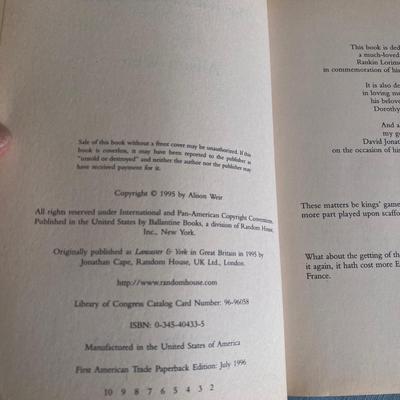 Sale of this book without a front cover may be unauthorized. If this
book is coverless, it may have been reported to the publisher as
"unsold or destroyed" and neither the author nor the publisher may
have received payment for it.
Copyright © 1995 by Alison Weir
All rights reserved under International and Pan-American Copyright Conventions.
Published in the United States by Ballantine Books, a division of Random House,
Inc., New York.
Originally published as Lancaster & York in Great Britain in 1995 by
Jonathan Cape, Random House, UK Ltd., London.
http://www.randomhouse.com
Library of Congress Catalog Card Number: 96-96058
ISBN: 0-345-40433-5
Manufactured in the United States of America
First American Trade Paperback Edition: July 1996
10 9 8 7 6 5 4 3 2
This book is ded
a much-loved
Rankin Lorim
in commemoration of his
It is also de
in loving me
his belove
Dorothy
And a
my g
David Jonat
on the occasion of his
These matters be kings' game
more part played upon scaffo
What about the getting of th
it again, it hath cost more E
France.